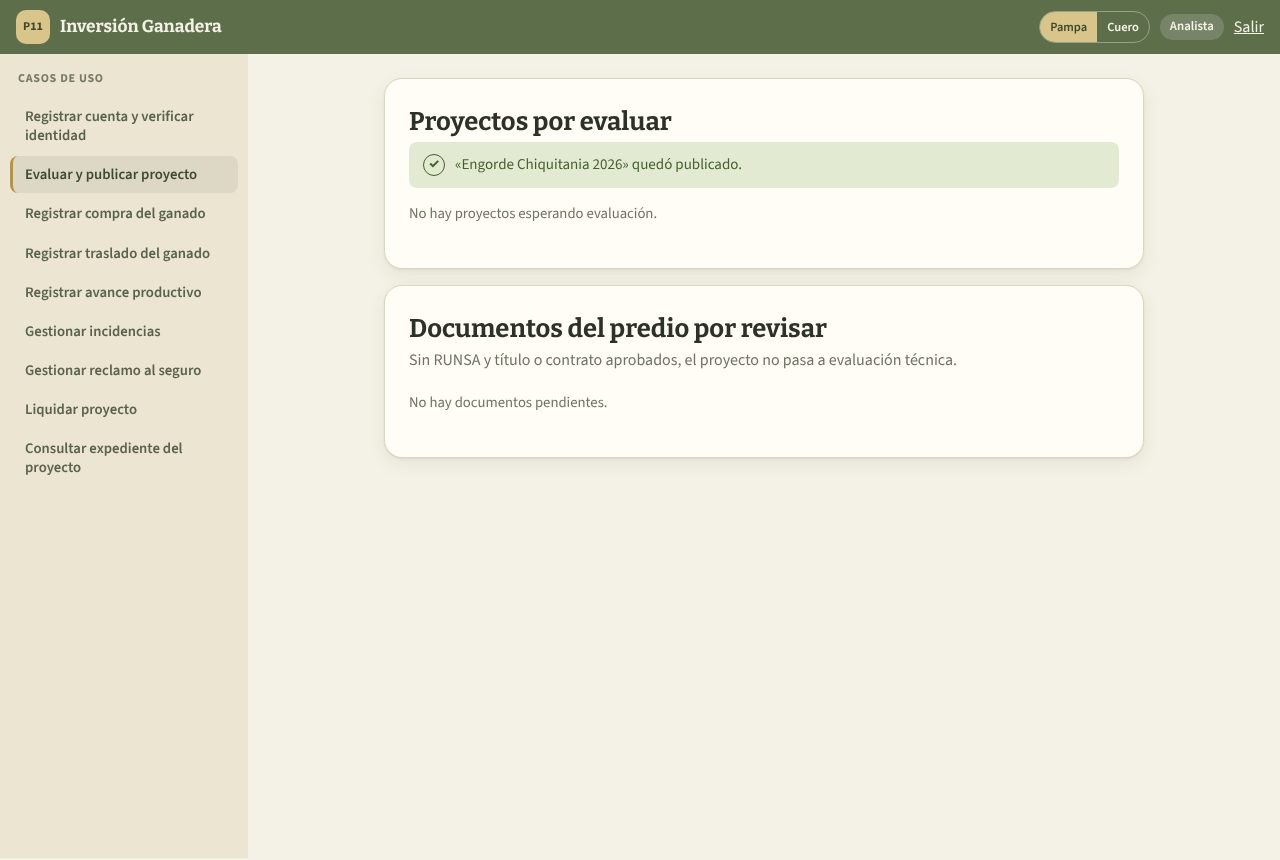 P11
Inversión Ganadera
Pampa
Cuero
Analista
Salir
CASOS DE USO
Registrar cuenta y verificar
identidad
Evaluar y publicar proyecto
Registrar compra del ganado
Registrar traslado del ganado
Registrar avance productivo
Gestionar incidencias
Gestionar reclamo al seguro
Liquidar proyecto
Consultar expediente del
proyecto
Proyectos por evaluar
«Engorde Chiquitania 2026» quedó publicado.
No hay proyectos esperando evaluación.
Documentos del predio por revisar
Sin RUNSA y título o contrato aprobados, el proyecto no pasa a evaluación técnica.
No hay documentos pendientes.